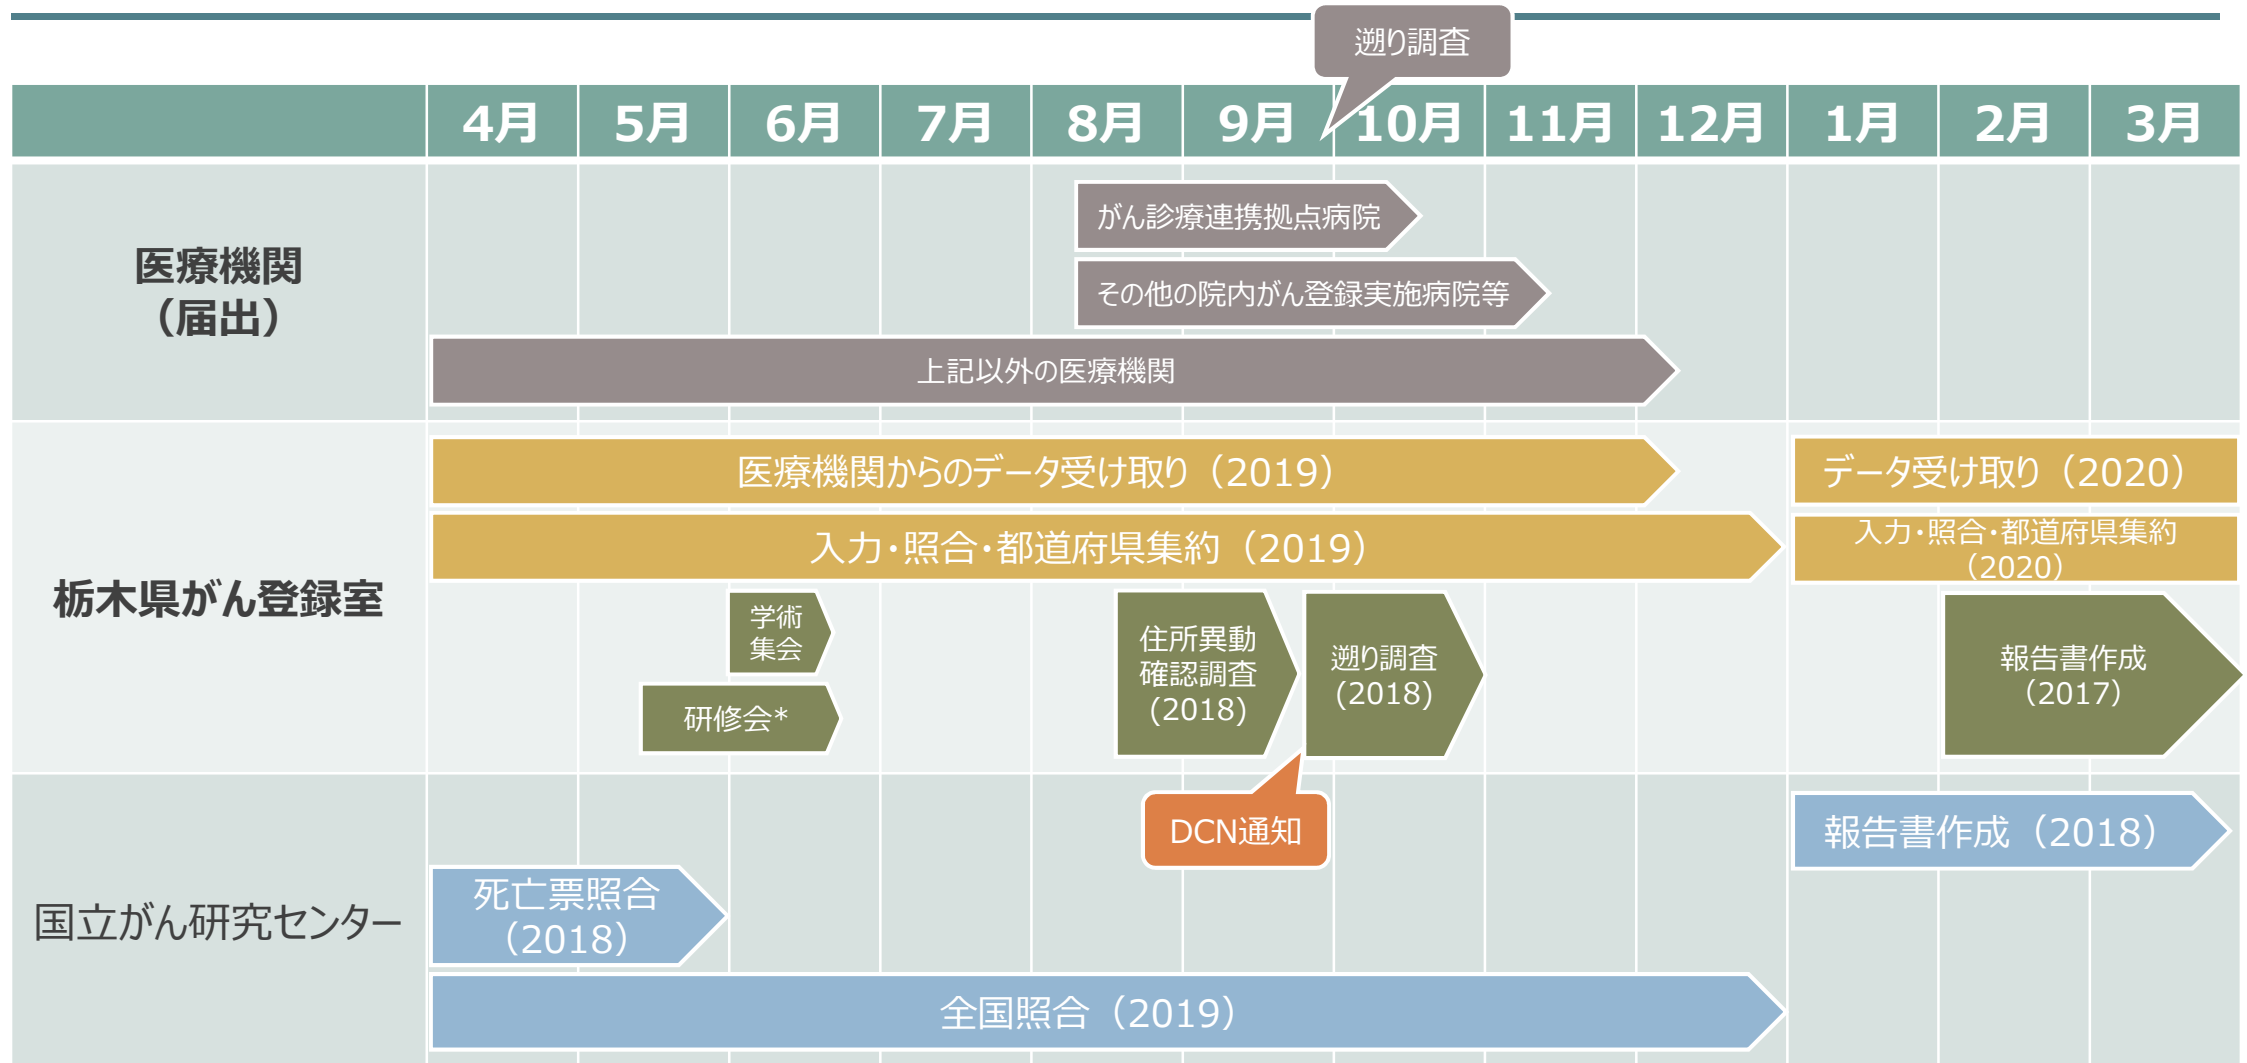 遡り調査
4月 5月 6月 7月 8月 9月 10月 11月 12月 1月 2月 3月
医療機関
（届出）
がん診療連携拠点病院
その他の院内がん登録実施病院等
上記以外の医療機関
栃木県がん登録室
医療機関からのデータ受け取り（2019）
データ受け取り（2020）
入力・照合・都道府県集約（2019）
入力・照合・都道府県集約
（2020）
学術
集会
研修会*
住所異動
確認調査
(2018)
遡り調査
(2018)
報告書作成
（2017）
国立がん研究センター
DCN通知
報告書作成（2018）
死亡票照合
（2018）
全国照合（2019）